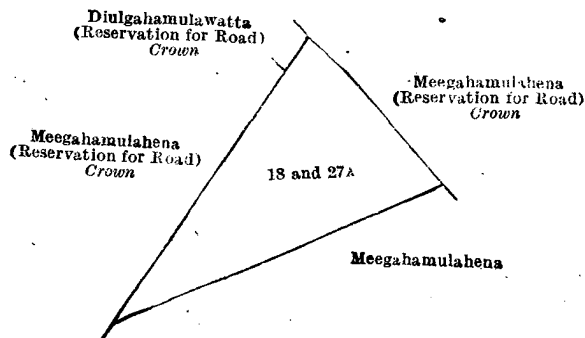 Diulgahamulawatta
(Reservation for Road)
Crown
Meegahamulahena
(Reservation for Road)
Crown
Meegahamulahena
(Reservation for Road)
Crown
18 and 27A
Meegahamulahena